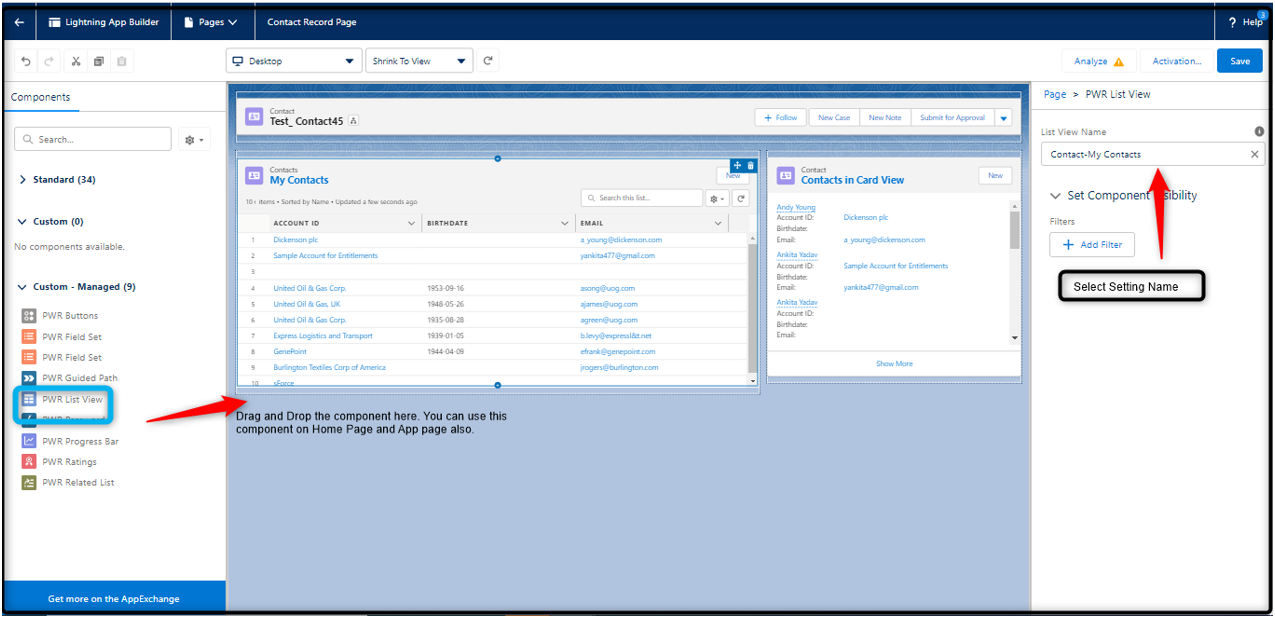 Lightning App Builder
Pages
Contact Record Page
3
? Help
Desktop
Shrink To View
Analyze
Activation...
Save
Components
Search...
Standard (34)
Custom (0)
No components available.
Custom - Managed (9)
PWR Buttons
PWR Field Set
PWR Field Set
PWR Guided Path
PWR List View
PWR Progress Bar
PWR Ratings
PWR Related List
Get more on the AppExchange
Contact
Test_ Contact45
+ Follow
New Case
New Note
Submit for Approval
Contacts
My Contacts
New
10+ items • Sorted by Name • Updated a few seconds ago
Search this list...
ACCOUNT ID BIRTHDATE EMAIL
1 Dickenson plc a_young@dickenson.com
2 Sample Account for Entitlements yankita477@gmail.com
3
4 United Oil & Gas Corp. 1953-09-16 asong@uog.com
5 United Oil & Gas, UK 1948-05-26 ajames@uog.com
6 United Oil & Gas Corp. 1935-08-28 agreen@uog.com
7 Express Logistics and Transport 1939-01-05 b.levy@expressl&t.net
8 GenePoint 1944-04-09 efrank@genepoint.com
9 Burlington Textiles Corp of America jrogers@burlington.com
10 sForce
Drag and Drop the component here. You can use this
component on Home Page and App page also.
Contact
Contacts in Card View
New
Andy Young
Account ID: Dickenson plc
Birthdate:
Email: a_young@dickenson.com
Ankita Yadav
Account ID: Sample Account for Entitlements
Birthdate:
Email: yankita477@gmail.com
Ankita Yadav
Account ID:
Birthdate:
Email:
Show More
Page > PWR List View
List View Name
Contact-My Contacts
Set Component
Filters
+ Add Filter
Select Setting Name